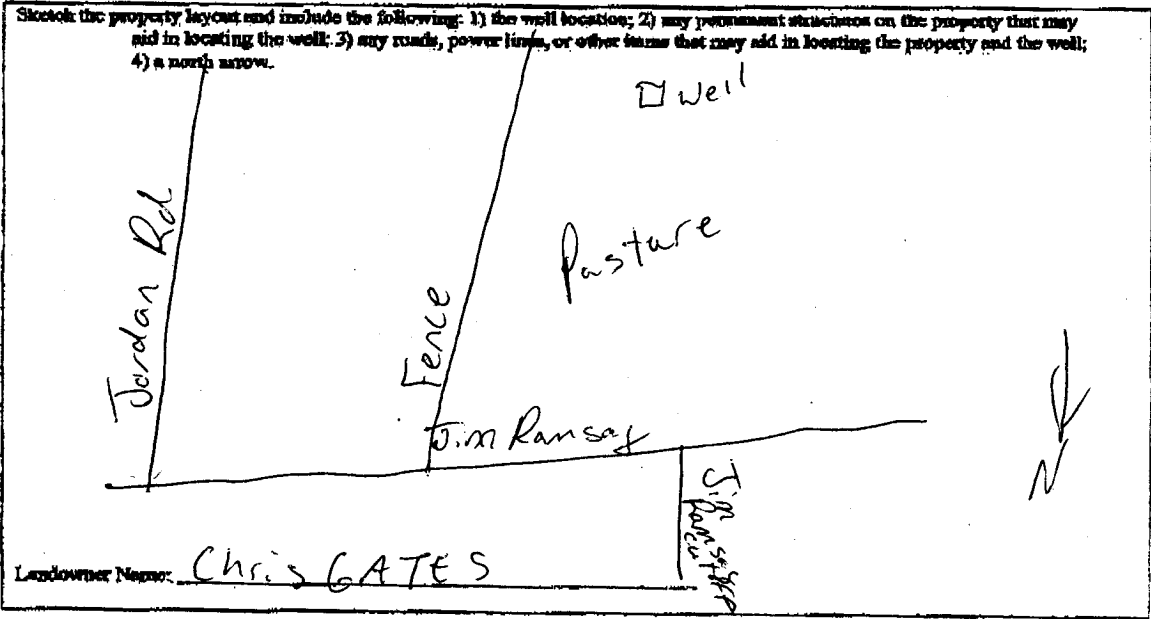 Sketch the property layout and include the following: 1) the well location; 2) any permanent structures on the property that may
aid in locating the well; 3) any roads, power lines, or other items that may aid in locating the property and the well;
4) a north arrow.
Well
Pasture
Jordan Rd
Fence
Jim Ramsay
N
Jim
Landowner Name: Chris GATES